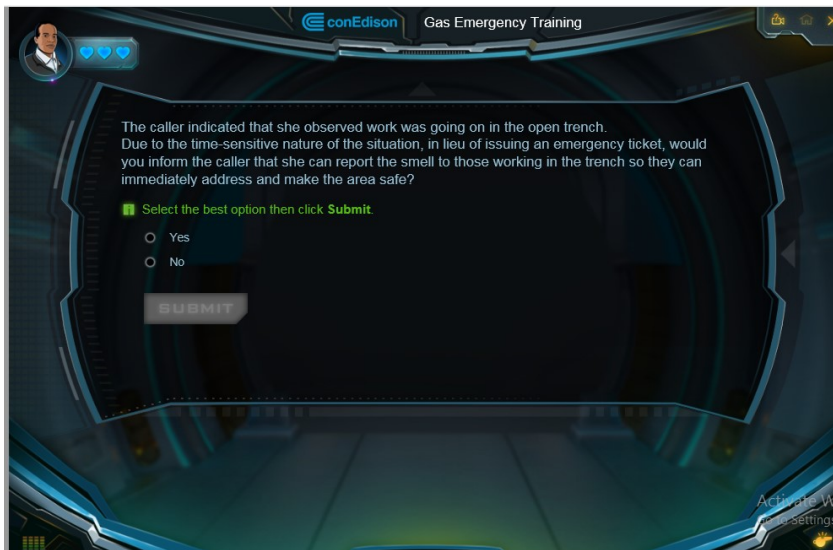 conEdison Gas Emergency Training
The caller indicated that she observed work was going on in the open trench.
Due to the time-sensitive nature of the situation, in lieu of issuing an emergency ticket, would
you inform the caller that she can report the smell to those working in the trench so they can
immediately address and make the area safe?
Select the best option then click Submit.
Yes
No
SUBMIT
Activate W
to Settings